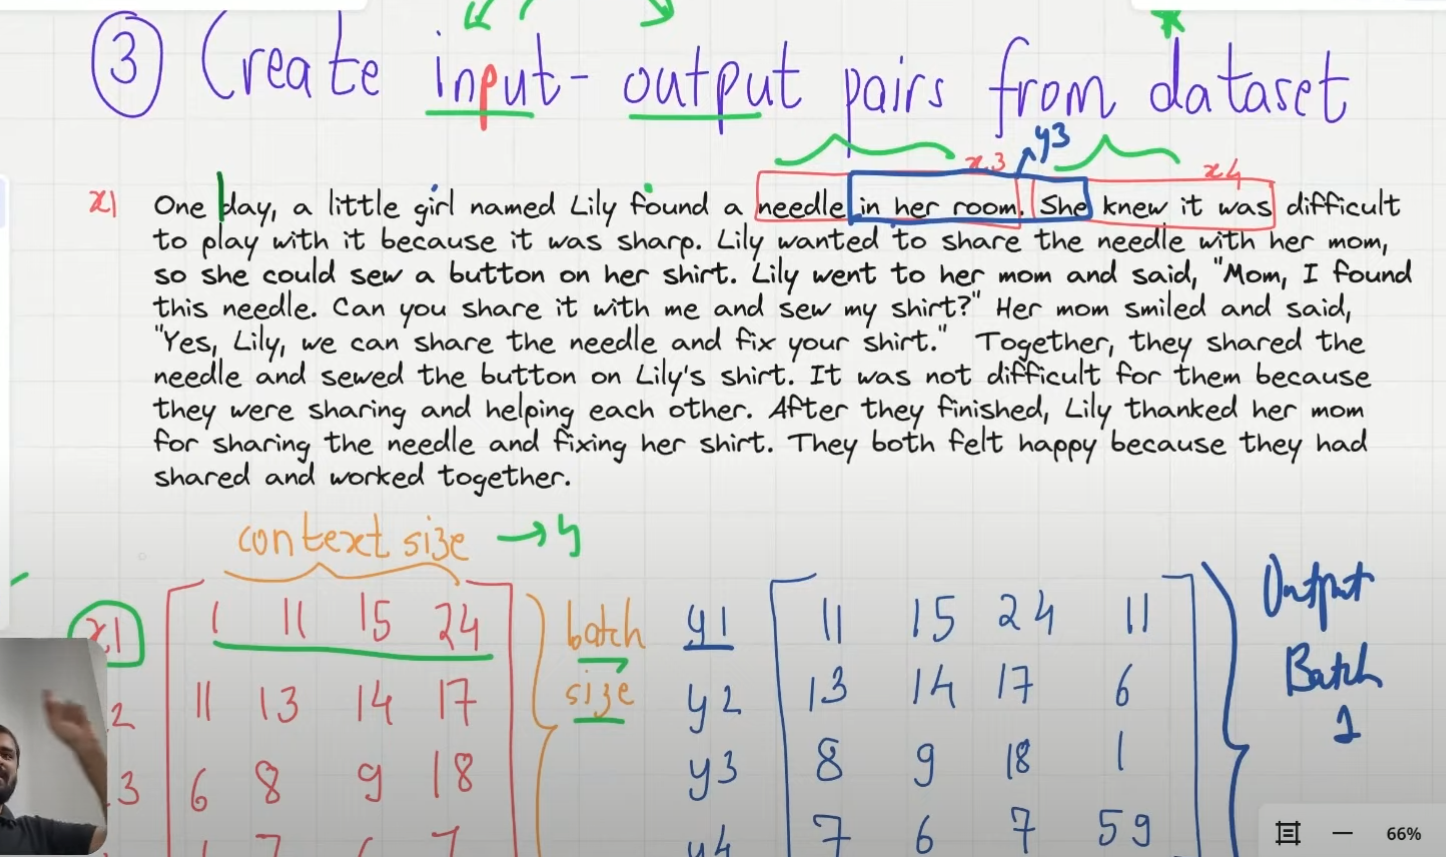 3 Create input- output pairs from dataset
y3
x3
x4
x1 One day, a little girl named Lily found a needle in her room. She knew it was difficult
to play with it because it was sharp. Lily wanted to share the needle with her mom,
so she could sew a button on her shirt. Lily went to her mom and said, "Mom, I found
this needle. Can you share it with me and sew my shirt?" Her mom smiled and said,
"Yes, Lily, we can share the needle and fix your shirt." Together, they shared the
needle and sewed the button on Lily's shirt. It was not difficult for them because
they were sharing and helping each other. After they finished, Lily thanked her mom
for sharing the needle and fixing her shirt. They both felt happy because they had
shared and worked together.
context size → 4
x1 1 11 15 24
2 11 13 14 17
3 6 8 9 18
batch
size
y1 11 15 24 11
y2 13 14 17 6
y3 8 9 18 1
y4 7 6 7 59
Output
Batch
1
66%